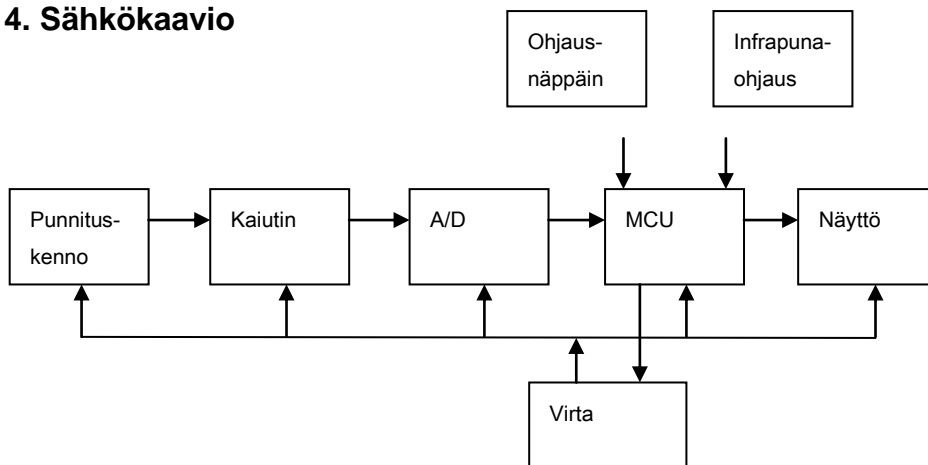 4. Sähkökaavio
Ohjaus-
näppäin
Infrapuna-
ohjaus
Punnitus-
kenno
Kaiutin
A/D
MCU
Näyttö
Virta